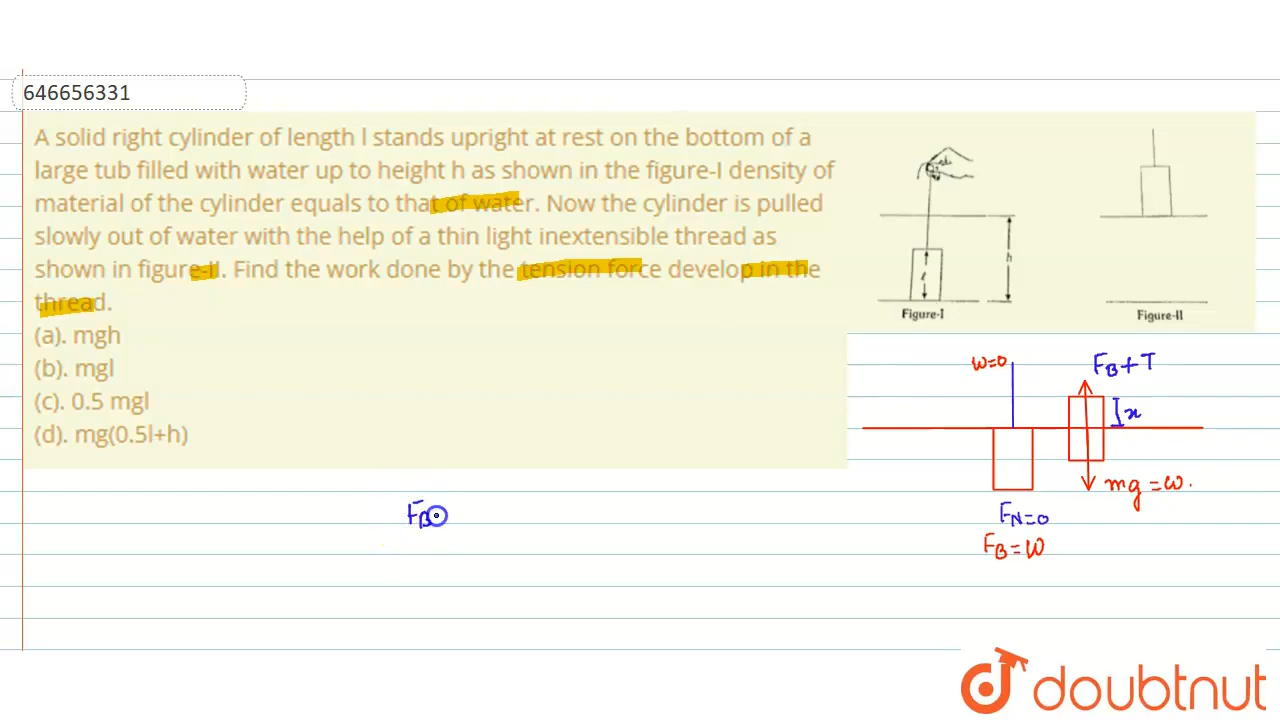 646656331
A solid right cylinder of length l stands upright at rest on the bottom of a
large tub filled with water up to height h as shown in the figure-I density of
material of the cylinder equals to that of water. Now the cylinder is pulled
slowly out of water with the help of a thin light inextensible thread as
shown in figure-II. Find the work done by the tension force develop in the
thread.
(a). mgh
(b). mgl
(c). 0.5 mgl
(d). mg(0.5l+h)
h
l
Figure-I
Figure-II
W=0
FB+T
x
mg=W.
FN=0
FB=W
FB
doubtnut